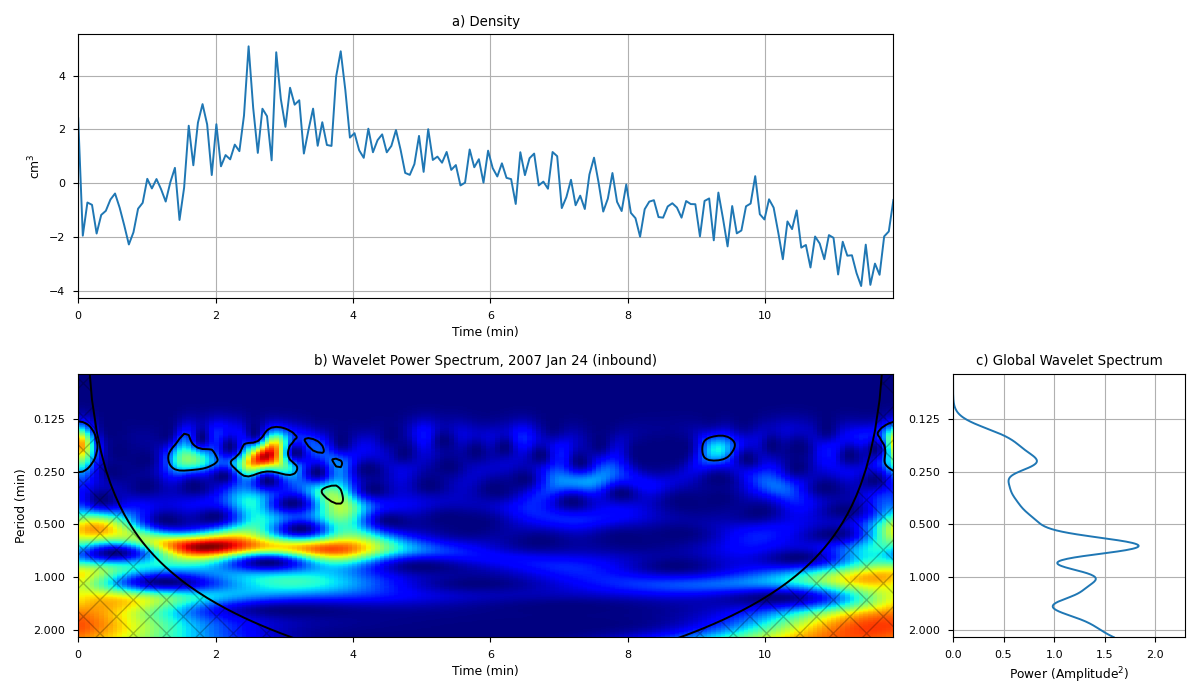 a) Density
cm³
4
2
0
−2
−4
0 2 4 6 8 10
Time (min)
b) Wavelet Power Spectrum, 2007 Jan 24 (inbound)
Period (min)
0.125
0.250
0.500
1.000
2.000
0 2 4 6 8 10
Time (min)
c) Global Wavelet Spectrum
0.125
0.250
0.500
1.000
2.000
0.0 0.5 1.0 1.5 2.0
Power (Amplitude²)